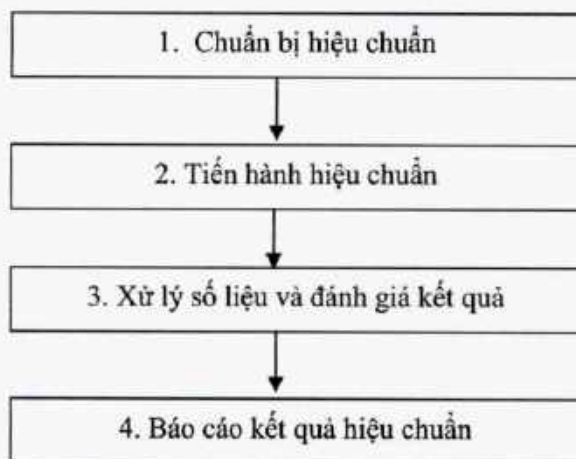 1. Chuẩn bị hiệu chuẩn
2. Tiến hành hiệu chuẩn
3. Xử lý số liệu và đánh giá kết quả
4. Báo cáo kết quả hiệu chuẩn